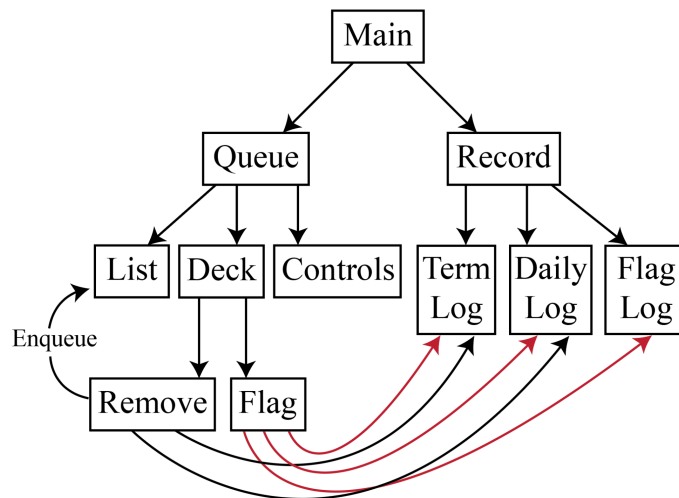 Main
Queue
Record
List
Deck
Controls
Term
Log
Daily
Log
Flag
Log
Enqueue
Remove
Flag